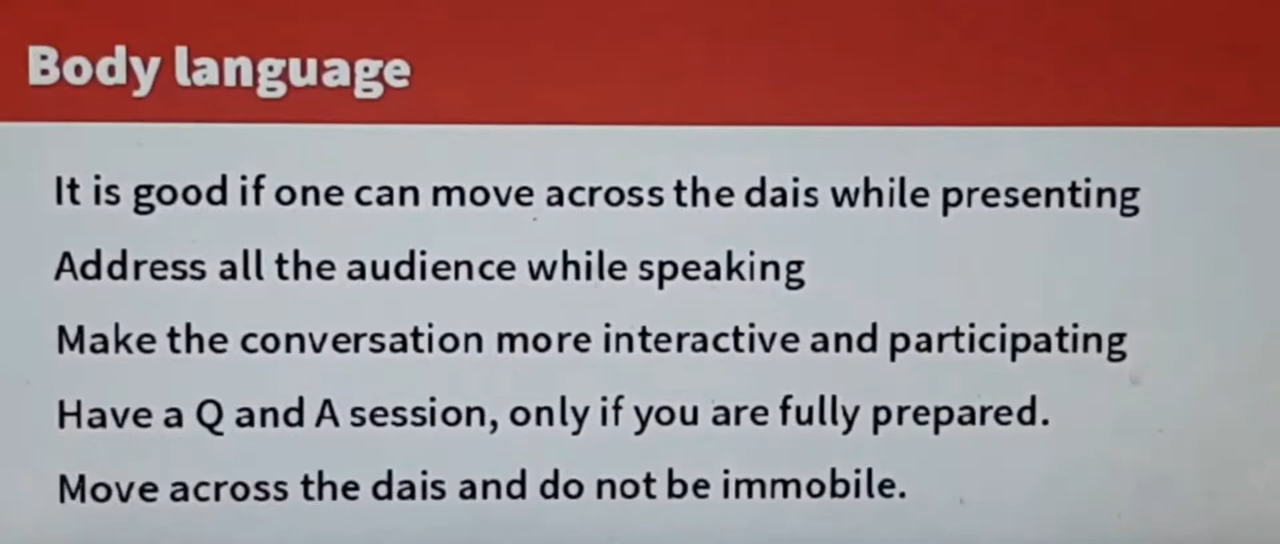 Body language
It is good if one can move across the dais while presenting
Address all the audience while speaking
Make the conversation more interactive and participating
Have a Q and A session, only if you are fully prepared.
Move across the dais and do not be immobile.